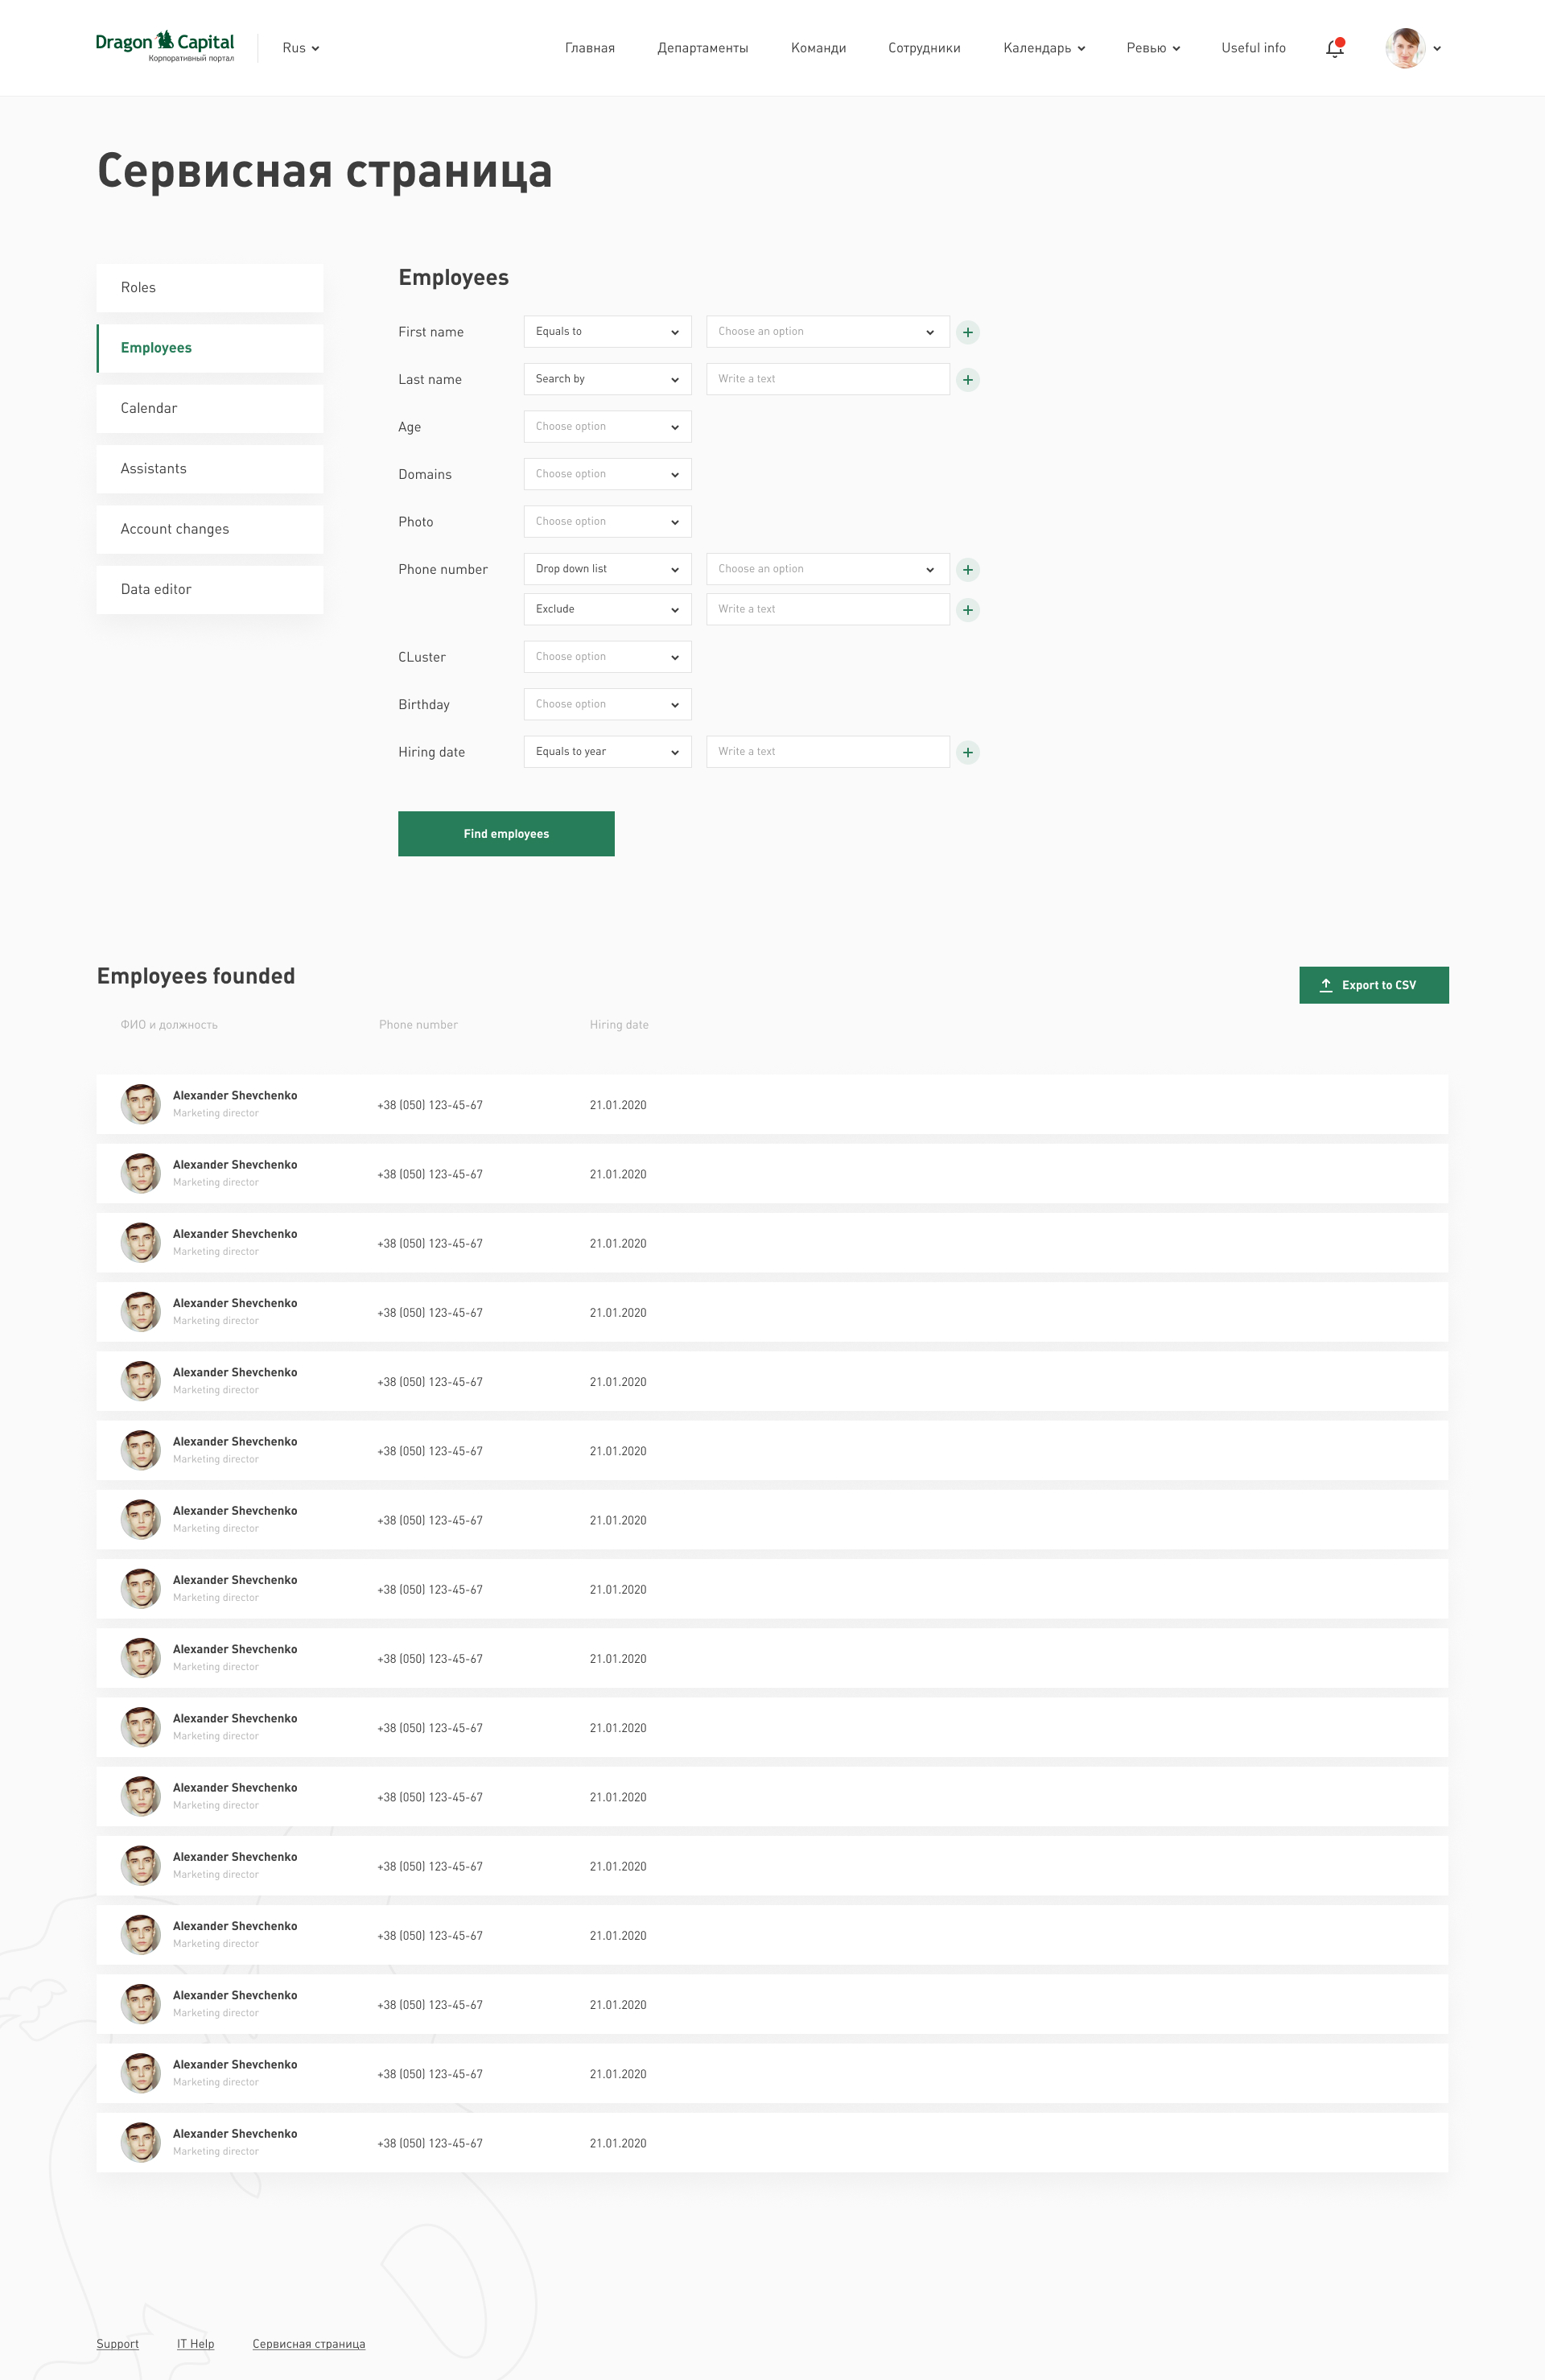 Dragon Capital
Корпоративный портал
Rus
Главная
Департаменты
Команди
Сотрудники
Календарь
Ревью
Useful info
Сервисная страница
Roles
Employees
Calendar
Assistants
Account changes
Data editor
Employees
First name
Equals to
Choose an option
Last name
Search by
Write a text
Age
Choose option
Domains
Choose option
Photo
Choose option
Phone number
Drop down list
Choose an option
Exclude
Write a text
CLuster
Choose option
Birthday
Choose option
Hiring date
Equals to year
Write a text
Find employees
Employees founded
Export to CSV
ФИО и должность
Phone number
Hiring date
Alexander Shevchenko
Marketing director
+38 (050) 123-45-67
21.01.2020
Alexander Shevchenko
Marketing director
+38 (050) 123-45-67
21.01.2020
Alexander Shevchenko
Marketing director
+38 (050) 123-45-67
21.01.2020
Alexander Shevchenko
Marketing director
+38 (050) 123-45-67
21.01.2020
Alexander Shevchenko
Marketing director
+38 (050) 123-45-67
21.01.2020
Alexander Shevchenko
Marketing director
+38 (050) 123-45-67
21.01.2020
Alexander Shevchenko
Marketing director
+38 (050) 123-45-67
21.01.2020
Alexander Shevchenko
Marketing director
+38 (050) 123-45-67
21.01.2020
Alexander Shevchenko
Marketing director
+38 (050) 123-45-67
21.01.2020
Alexander Shevchenko
Marketing director
+38 (050) 123-45-67
21.01.2020
Alexander Shevchenko
Marketing director
+38 (050) 123-45-67
21.01.2020
Alexander Shevchenko
Marketing director
+38 (050) 123-45-67
21.01.2020
Alexander Shevchenko
Marketing director
+38 (050) 123-45-67
21.01.2020
Alexander Shevchenko
Marketing director
+38 (050) 123-45-67
21.01.2020
Alexander Shevchenko
Marketing director
+38 (050) 123-45-67
21.01.2020
Alexander Shevchenko
Marketing director
+38 (050) 123-45-67
21.01.2020
Support
IT Help
Сервисная страница